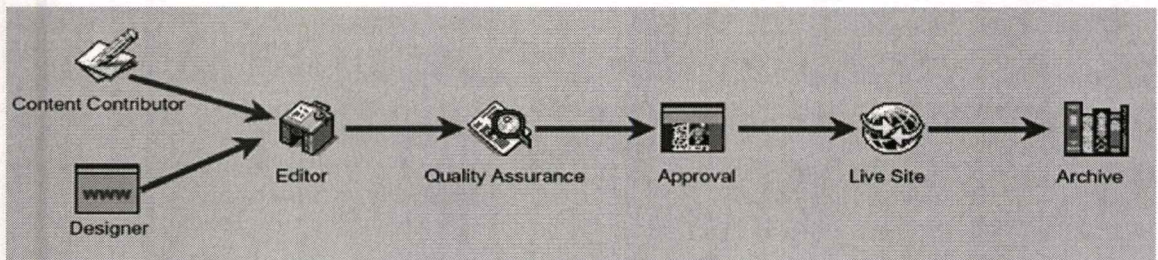 Content Contributor
www
Designer
Editor
Quality Assurance
Approval
Live Site
Archive